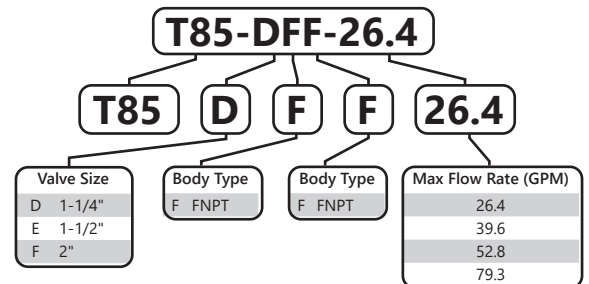 T85-DFF-26.4
T85 D F F 26.4
Valve Size
D 1-1/4"
E 1-1/2"
F 2"
Body Type
F FNPT
Body Type
F FNPT
Max Flow Rate (GPM)
26.4
39.6
52.8
79.3